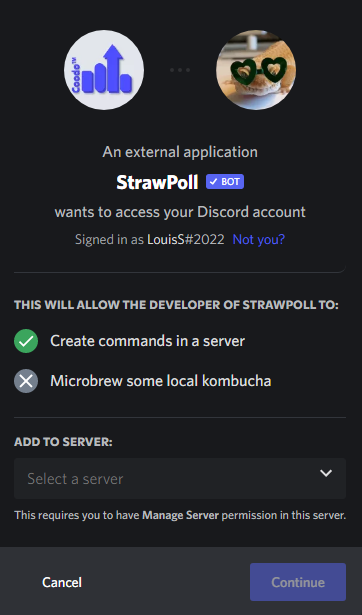 Coodo™
An external application
StrawPoll ✓ BOT
wants to access your Discord account
Signed in as LouisS#2022 Not you?
THIS WILL ALLOW THE DEVELOPER OF STRAWPOLL TO:
Create commands in a server
Microbrew some local kombucha
ADD TO SERVER:
Select a server
This requires you to have Manage Server permission in this server.
Cancel Continue